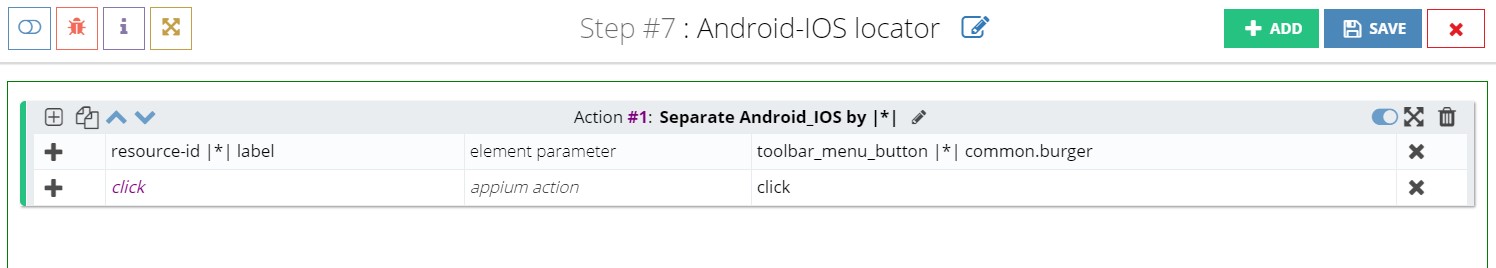 Step #7 : Android-IOS locator
ADD
SAVE
Action #1: Separate Android_IOS by |*|
resource-id |*| label element parameter toolbar_menu_button |*| common.burger
click appium action click